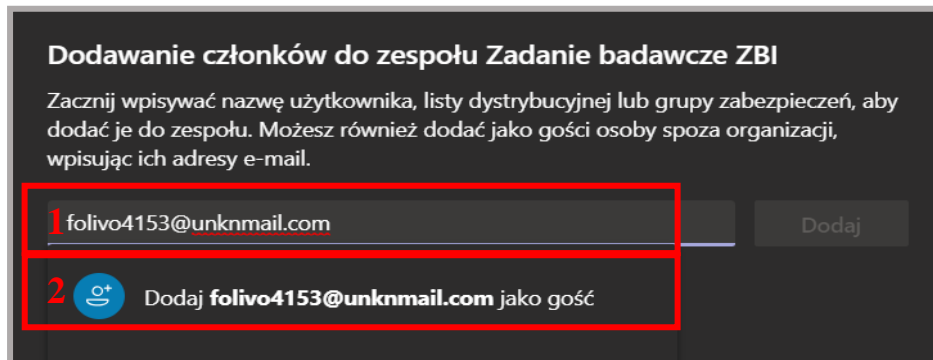 Dodawanie członków do zespołu Zadanie badawcze ZBI
Zacznij wpisywać nazwę użytkownika, listy dystrybucyjnej lub grupy zabezpieczeń, aby
dodać je do zespołu. Możesz również dodać jako gości osoby spoza organizacji,
wpisując ich adresy e-mail.
1 folivo4153@unknmail.com Dodaj
2 Dodaj folivo4153@unknmail.com jako gość